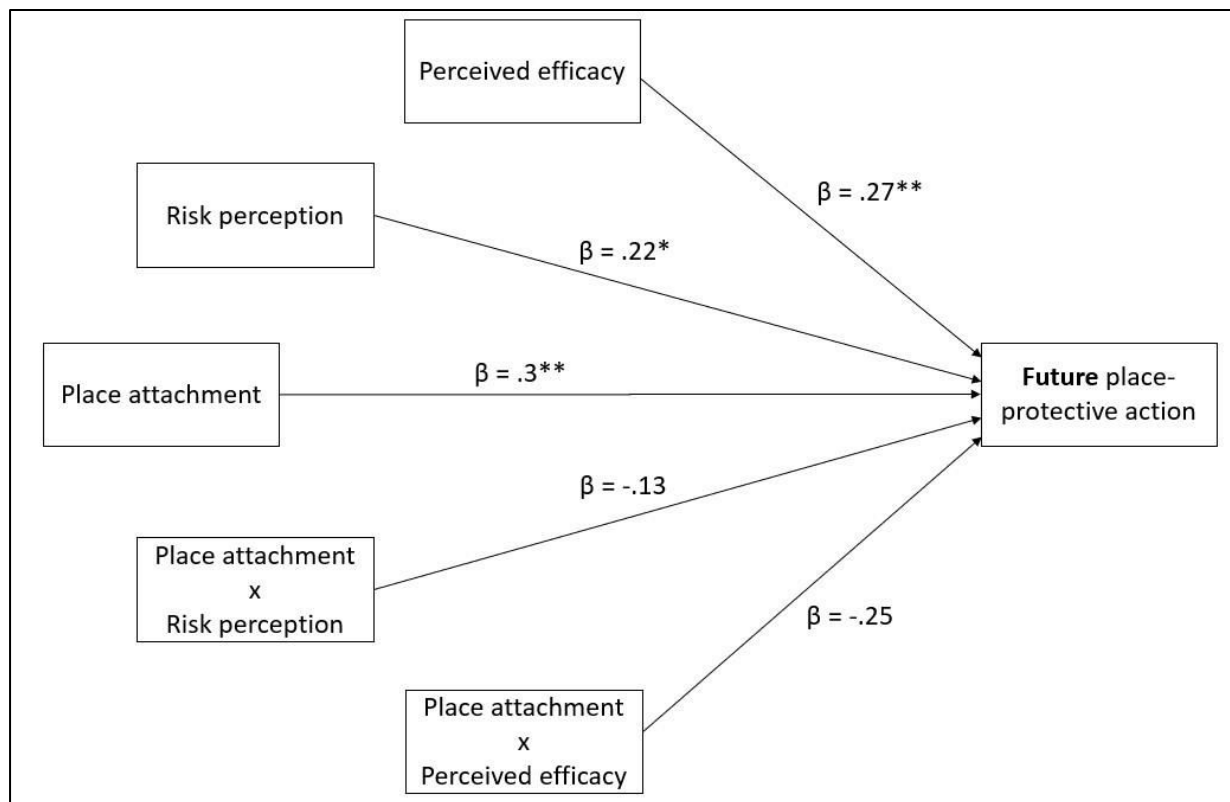 Perceived efficacy
β = .27**
Risk perception
β = .22*
Place attachment
β = .3**
Future place-
protective action
β = -.13
Place attachment
x
Risk perception
β = -.25
Place attachment
x
Perceived efficacy